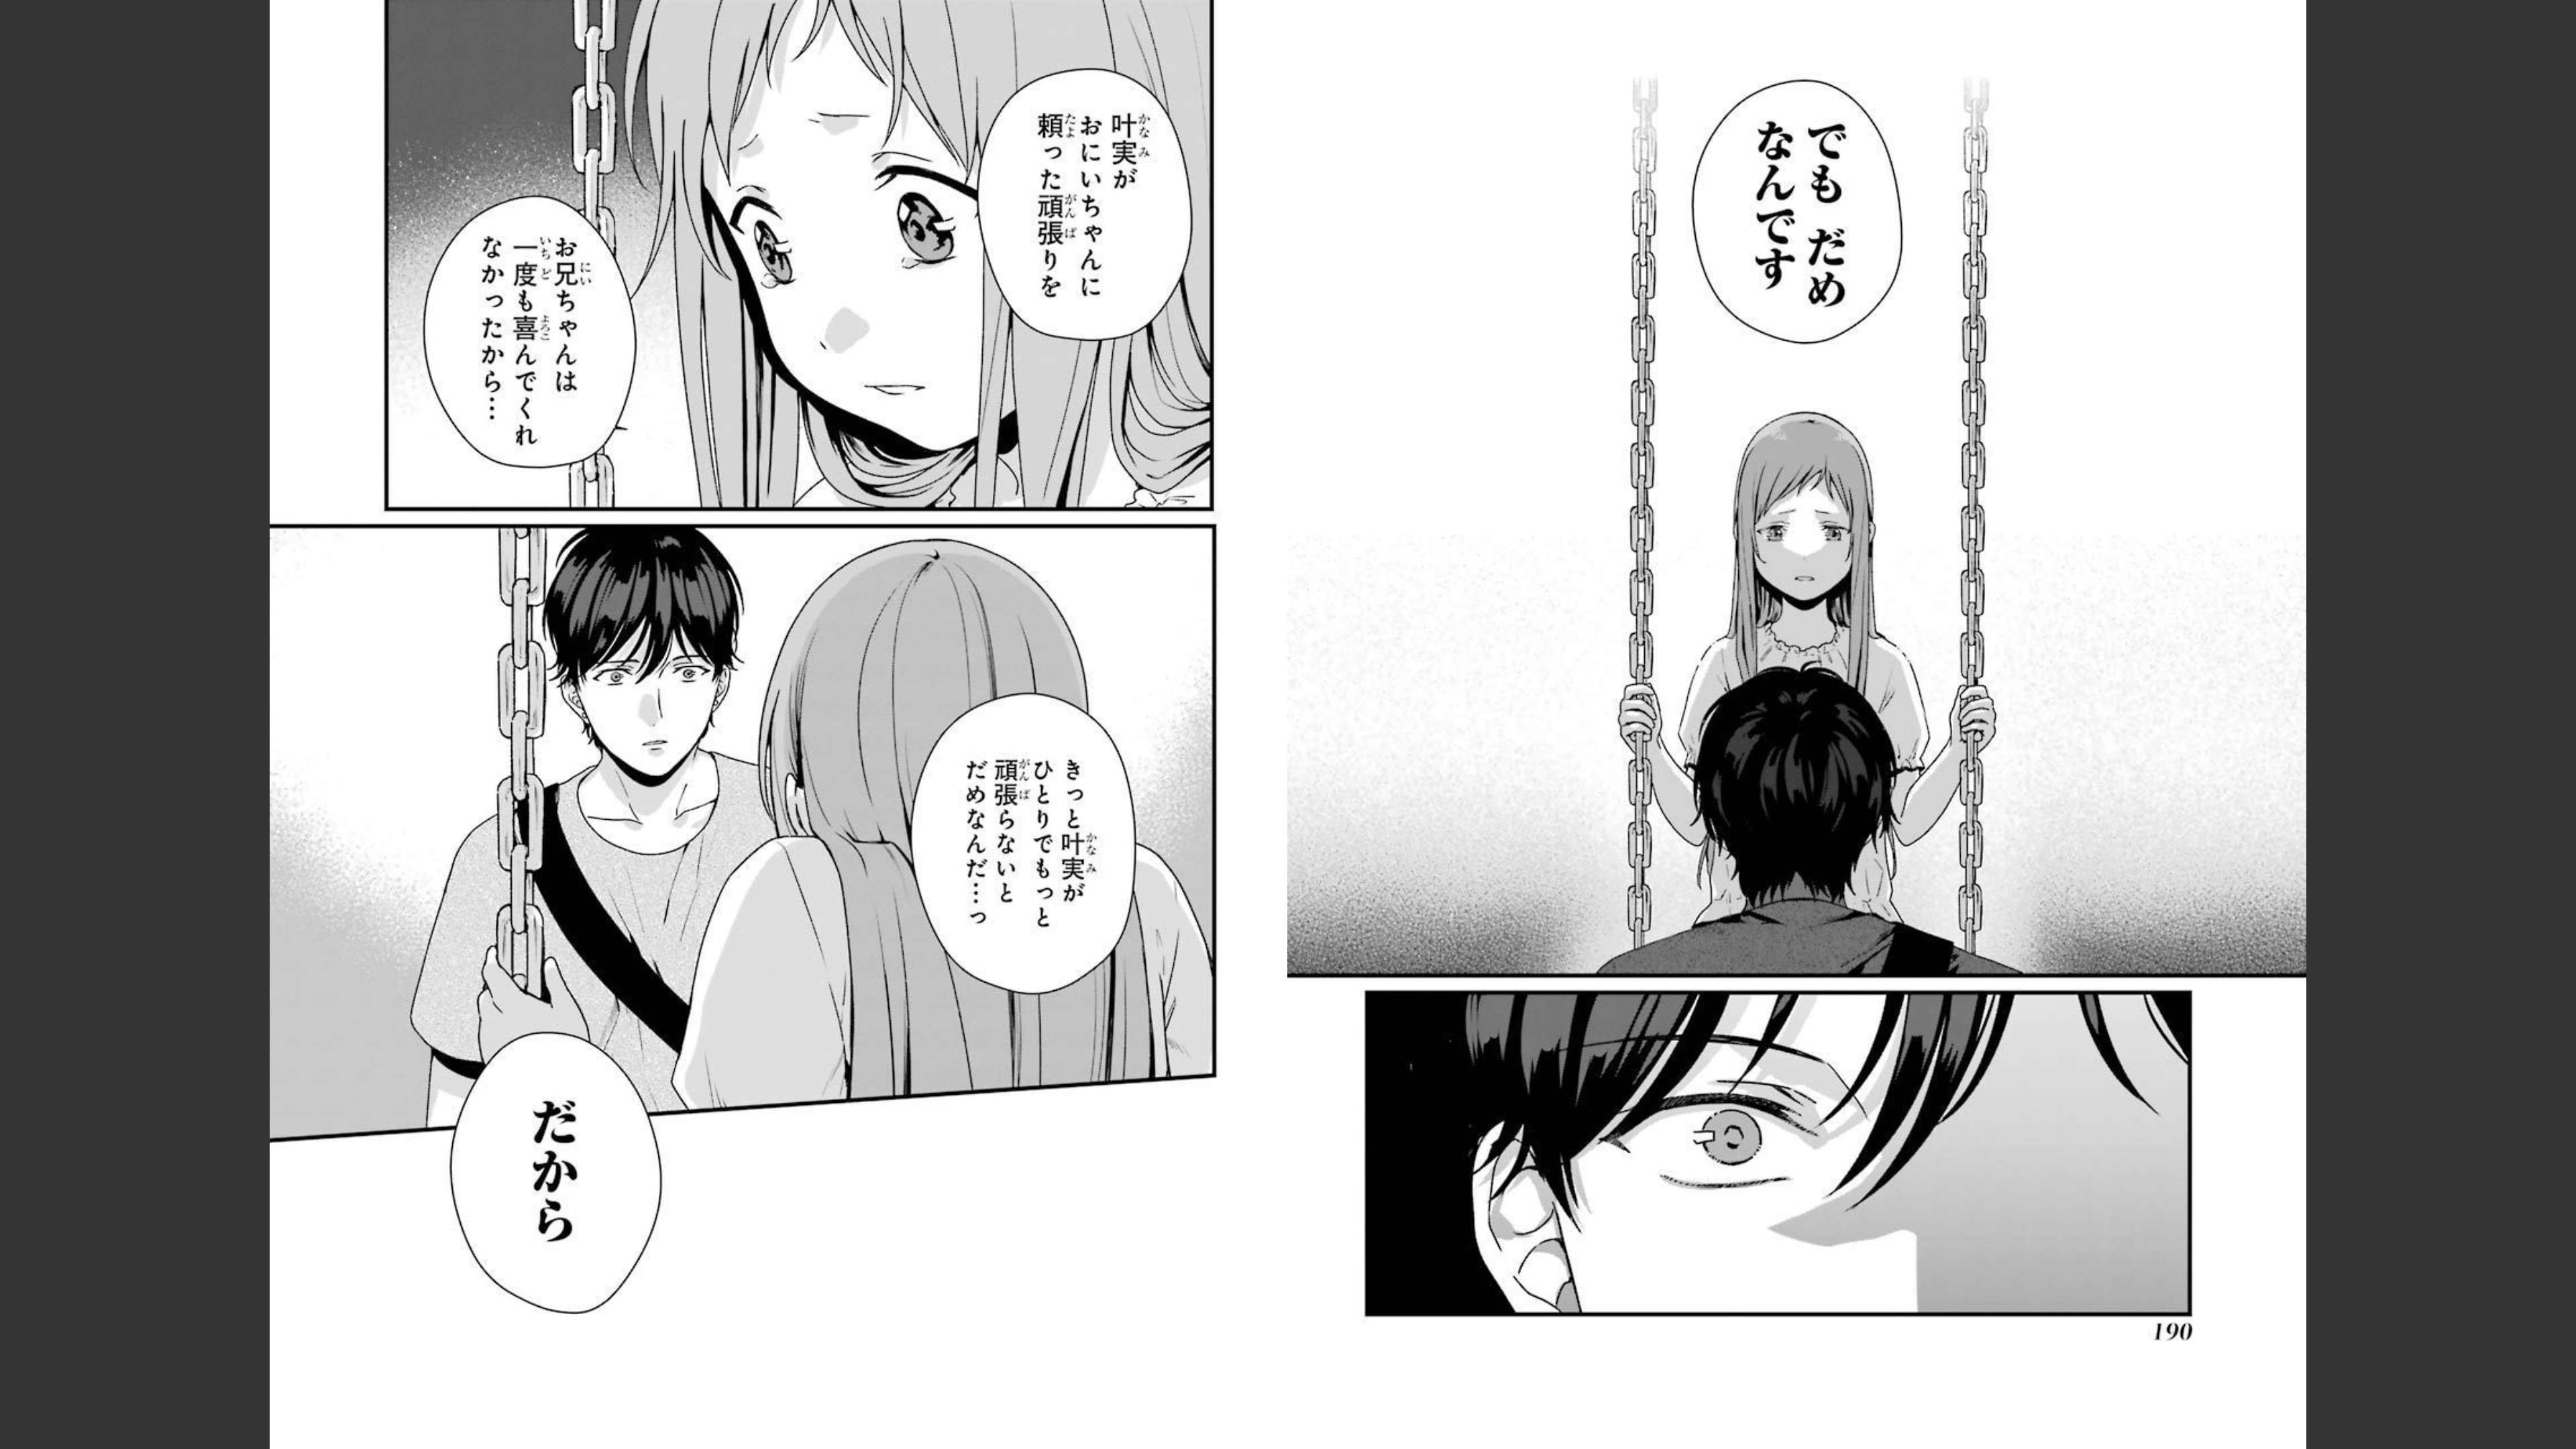 でも だめ
なんです
190
叶実が
おにいちゃんに
頼った頑張りを
お兄ちゃんは
一度も喜んでくれ
なかったから…
きっと叶実が
ひとりでもっと
頑張らないと
だめなんだ…っ
だから